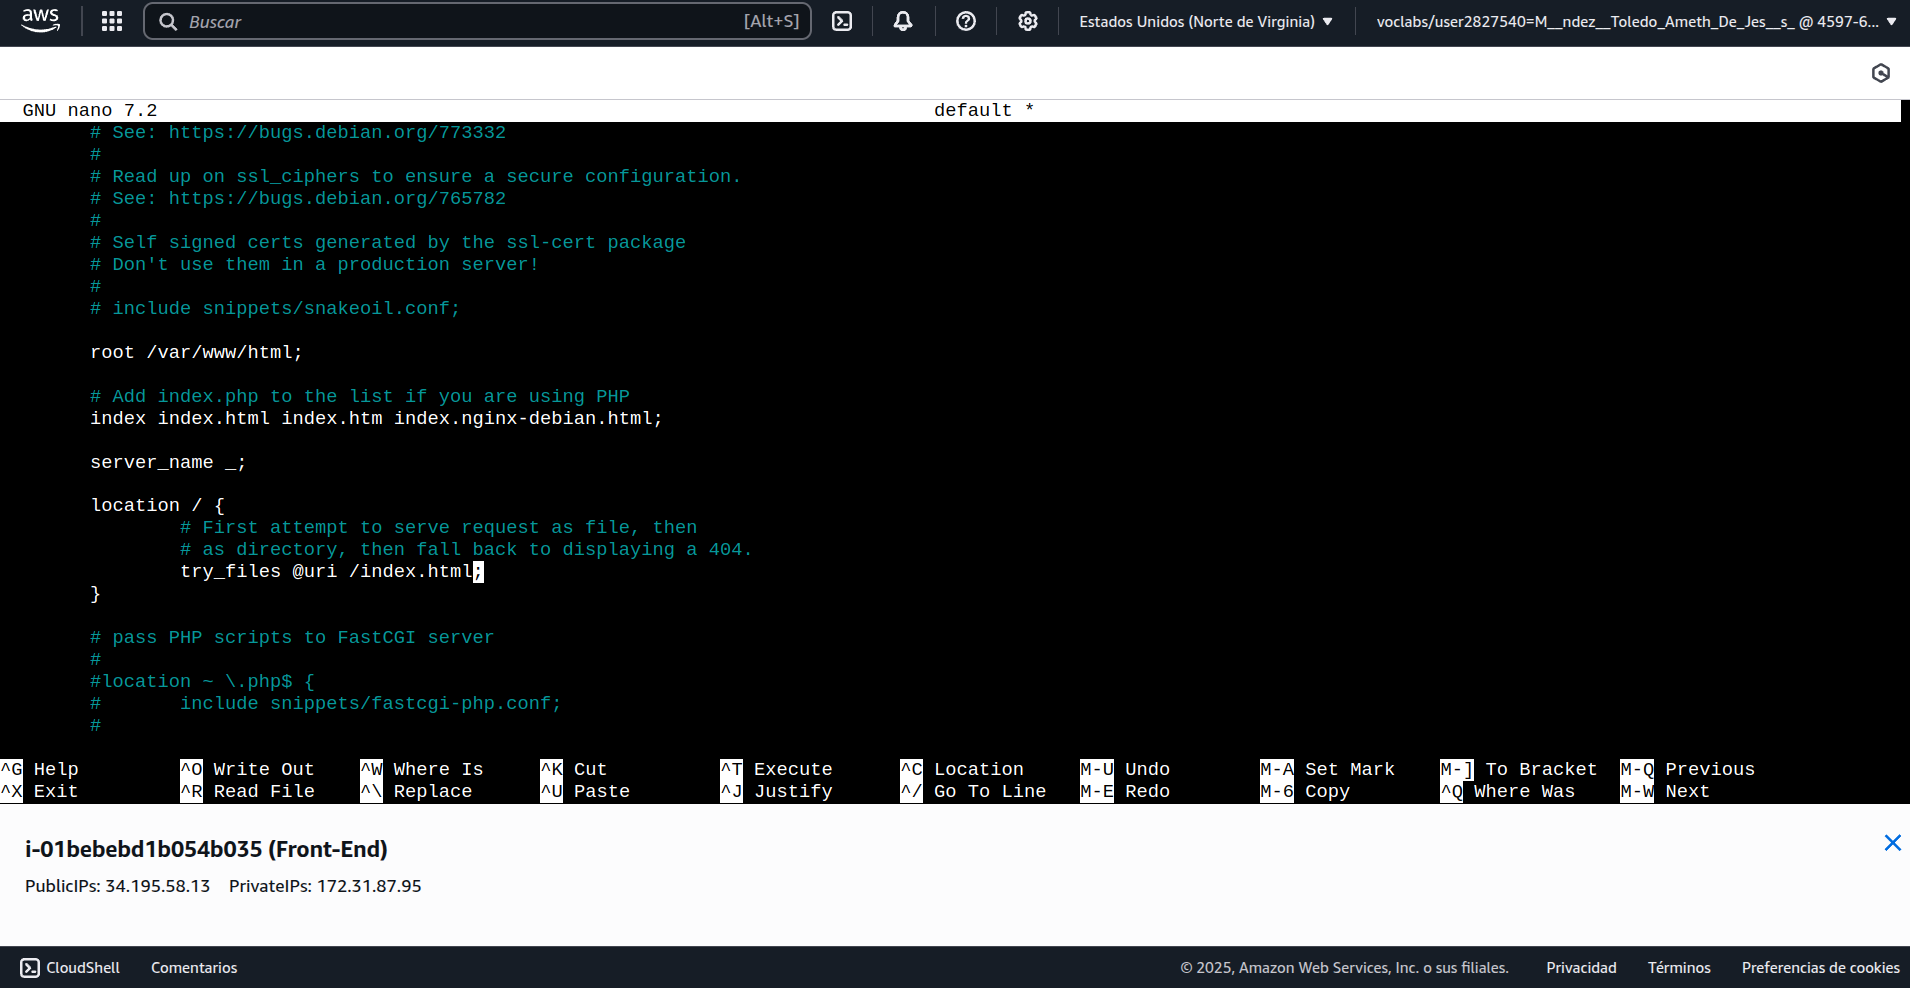 aws Buscar [Alt+S] Estados Unidos (Norte de Virginia) voclabs/user2827540=M__ndez__Toledo_Ameth_De_Jes__s_ @ 4597-6...
GNU nano 7.2 default *
# See: https://bugs.debian.org/773332
#
# Read up on ssl_ciphers to ensure a secure configuration.
# See: https://bugs.debian.org/765782
#
# Self signed certs generated by the ssl-cert package
# Don't use them in a production server!
#
# include snippets/snakeoil.conf;
root /var/www/html;
# Add index.php to the list if you are using PHP
index index.html index.htm index.nginx-debian.html;
server_name _;
location / {
# First attempt to serve request as file, then
# as directory, then fall back to displaying a 404.
try_files @uri /index.html;
}
# pass PHP scripts to FastCGI server
#
#location ~ \.php$ {
# include snippets/fastcgi-php.conf;
#
^G Help ^O Write Out ^W Where Is ^K Cut ^T Execute ^C Location M-U Undo M-A Set Mark M-] To Bracket M-Q Previous
^X Exit ^R Read File ^\ Replace ^U Paste ^J Justify ^/ Go To Line M-E Redo M-6 Copy ^Q Where Was M-W Next
i-01bebebd1b054b035 (Front-End)
PublicIPs: 34.195.58.13 PrivateIPs: 172.31.87.95
CloudShell Comentarios © 2025, Amazon Web Services, Inc. o sus filiales. Privacidad Términos Preferencias de cookies